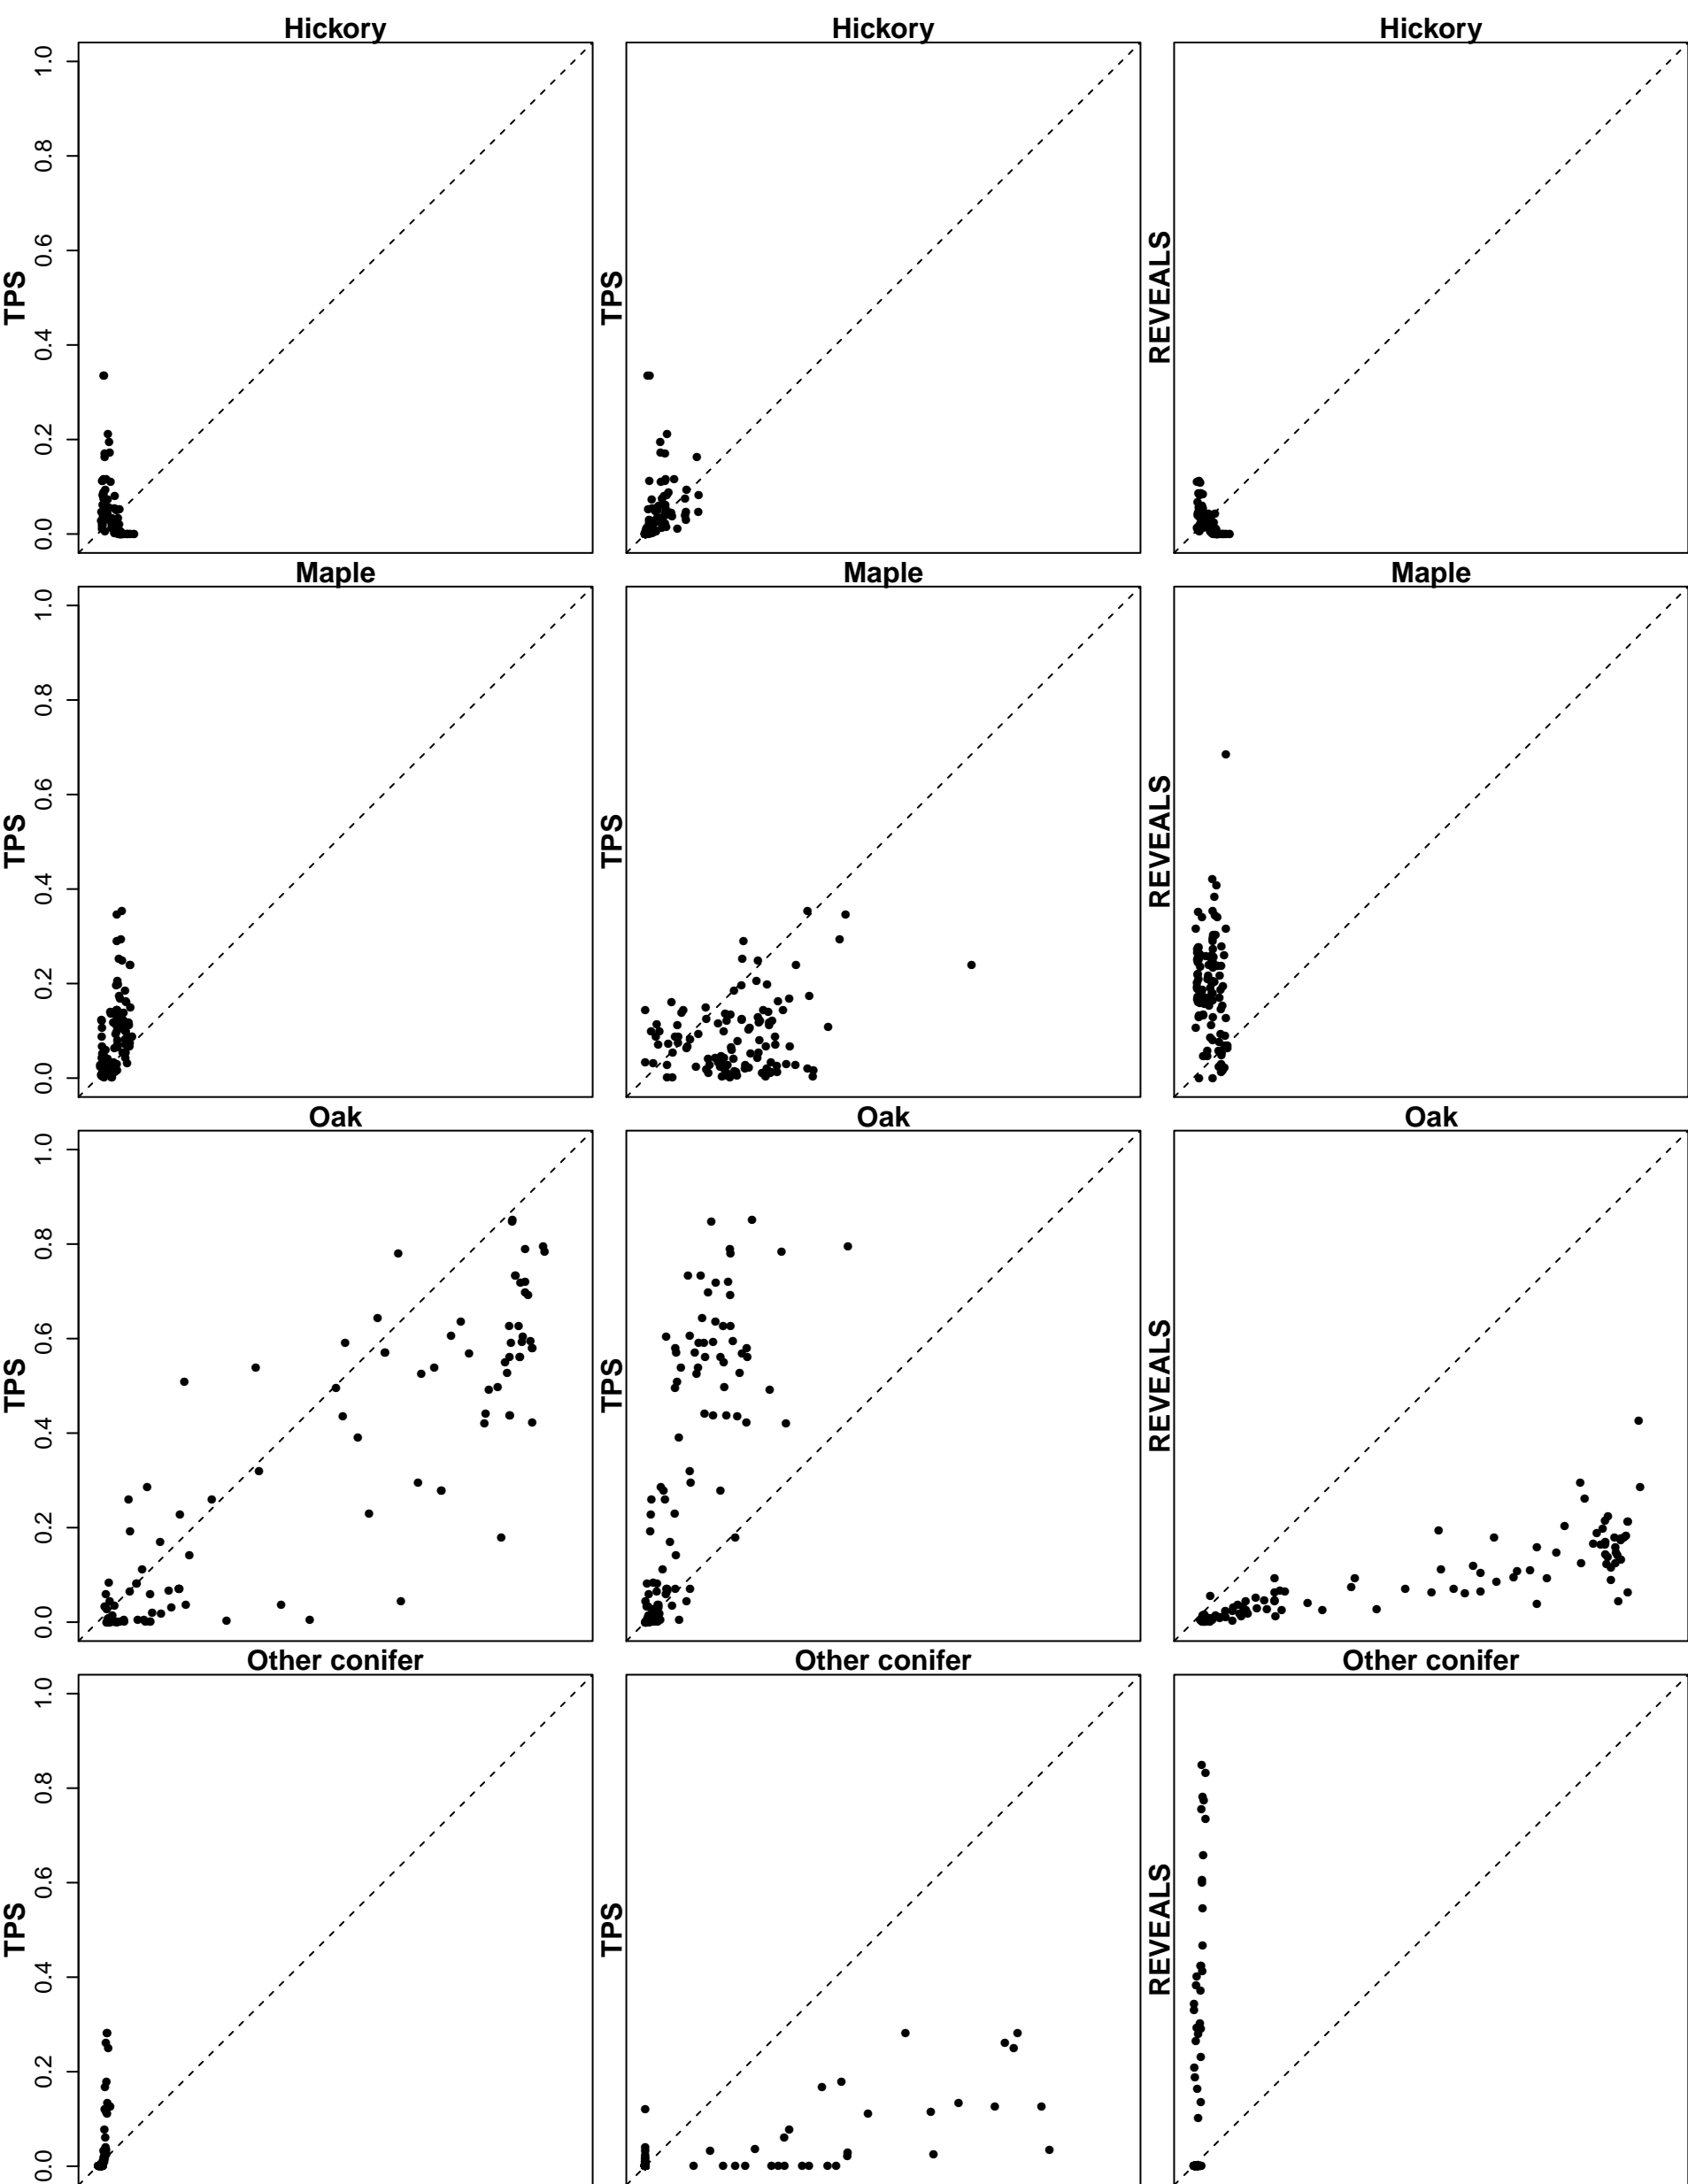 Hickory Hickory Hickory
TPS 0.0 0.2 0.4 0.6 0.8 1.0 TPS REVEALS
Maple Maple Maple
TPS 0.0 0.2 0.4 0.6 0.8 1.0 TPS REVEALS
Oak Oak Oak
TPS 0.0 0.2 0.4 0.6 0.8 1.0 TPS REVEALS
Other conifer Other conifer Other conifer
TPS 0.0 0.2 0.4 0.6 0.8 1.0 TPS REVEALS